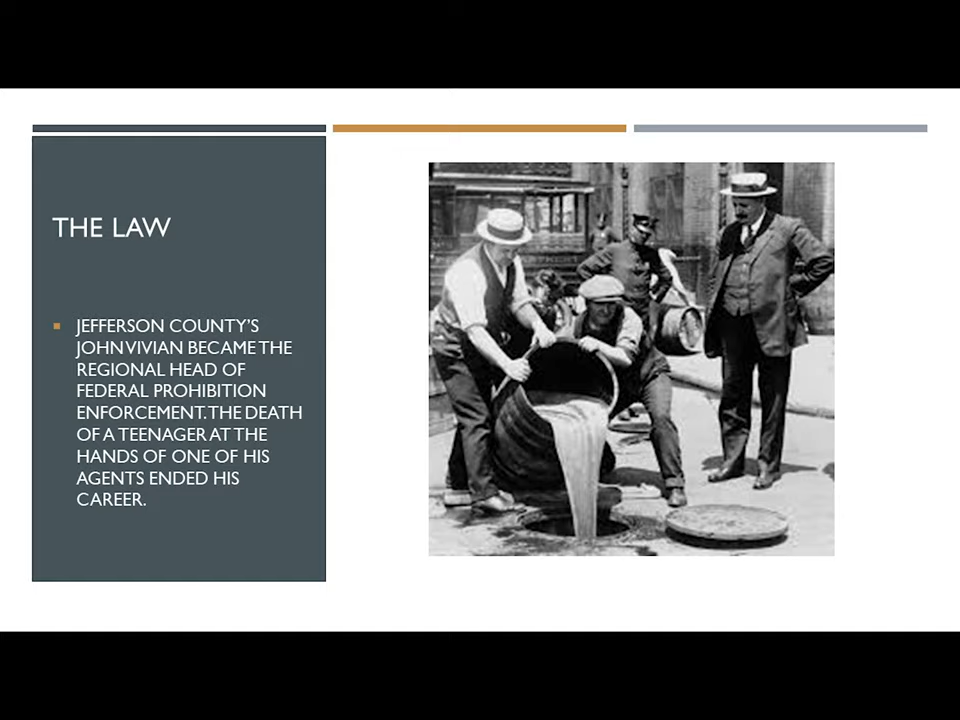 THE LAW
JEFFERSON COUNTY'S
JOHN VIVIAN BECAME THE
REGIONAL HEAD OF
FEDERAL PROHIBITION
ENFORCEMENT. THE DEATH
OF A TEENAGER AT THE
HANDS OF ONE OF HIS
AGENTS ENDED HIS
CAREER.